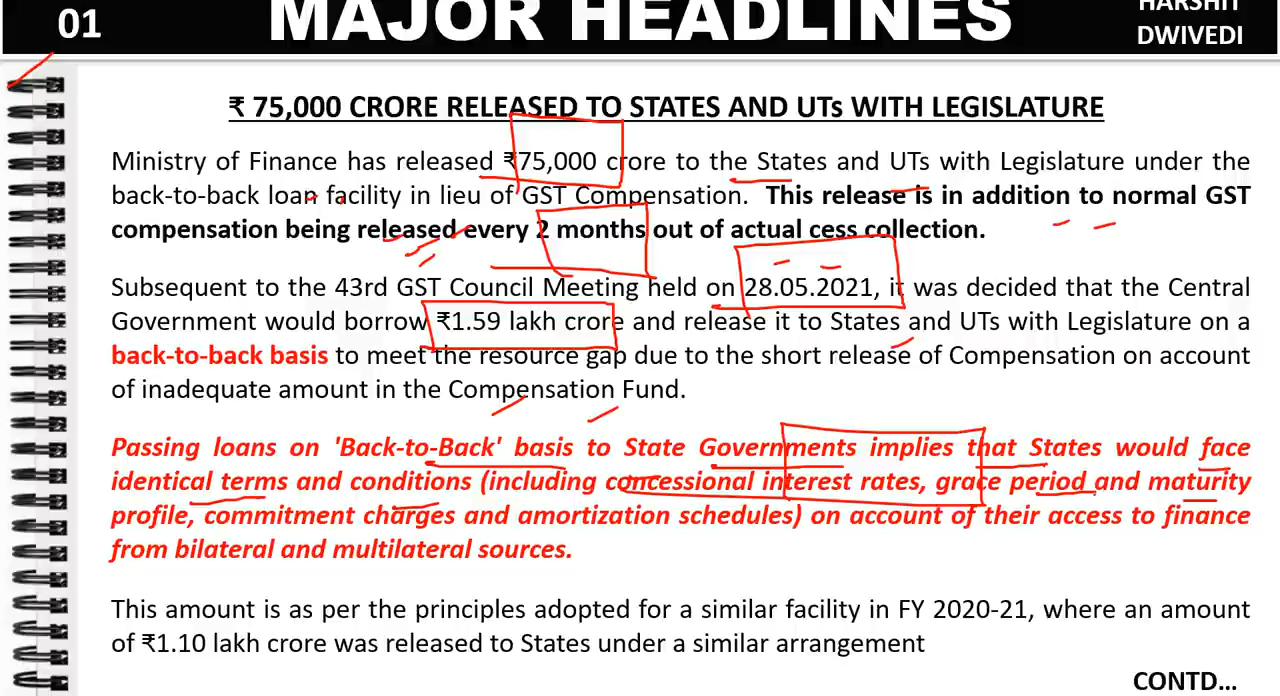 01
MAJOR HEADLINES
HARSHIT
DWIVEDI
₹ 75,000 CRORE RELEASED TO STATES AND UTs WITH LEGISLATURE
Ministry of Finance has released ₹75,000 crore to the States and UTs with Legislature under the
back-to-back loan facility in lieu of GST Compensation. This release is in addition to normal GST
compensation being released every 2 months out of actual cess collection.
Subsequent to the 43rd GST Council Meeting held on 28.05.2021, it was decided that the Central
Government would borrow ₹1.59 lakh crore and release it to States and UTs with Legislature on a
back-to-back basis to meet the resource gap due to the short release of Compensation on account
of inadequate amount in the Compensation Fund.
Passing loans on 'Back-to-Back' basis to State Governments implies that States would face
identical terms and conditions (including concessional interest rates, grace period and maturity
profile, commitment charges and amortization schedules) on account of their access to finance
from bilateral and multilateral sources.
This amount is as per the principles adopted for a similar facility in FY 2020-21, where an amount
of ₹1.10 lakh crore was released to States under a similar arrangement
CONTD...